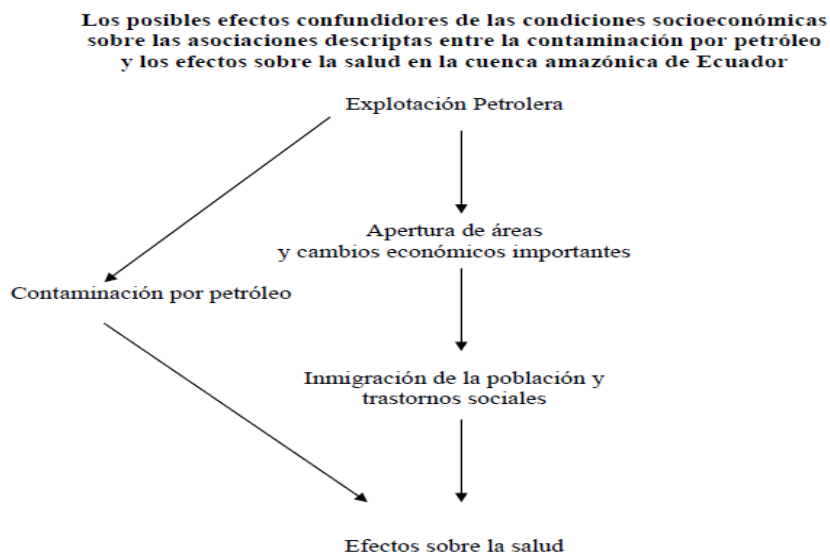 Los posibles efectos confundidores de las condiciones socioeconómicas
sobre las asociaciones descriptas entre la contaminación por petróleo
y los efectos sobre la salud en la cuenca amazónica de Ecuador
Explotación Petrolera
Apertura de áreas
y cambios económicos importantes
Contaminación por petróleo
Inmigración de la población y
trastornos sociales
Efectos sobre la salud